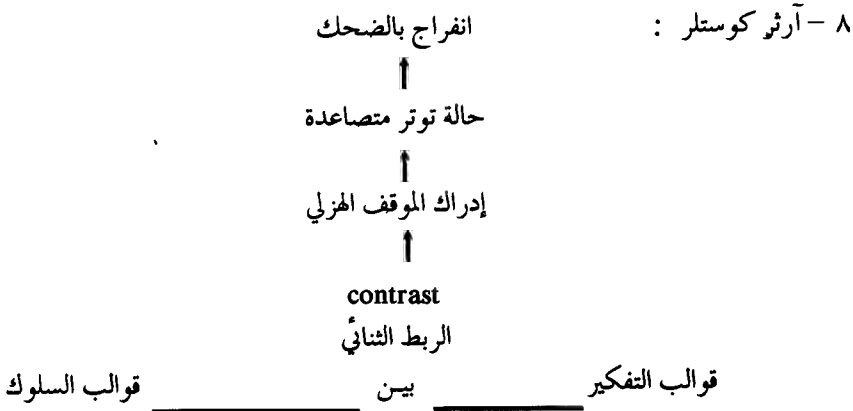 ٨ – آرثر كوستلر :
انفراج بالضحك
حالة توتر متصاعدة
إدراك الموقف الهزلي
contrast
الربط الثنائي
قوالب التفكير بين قوالب السلوك